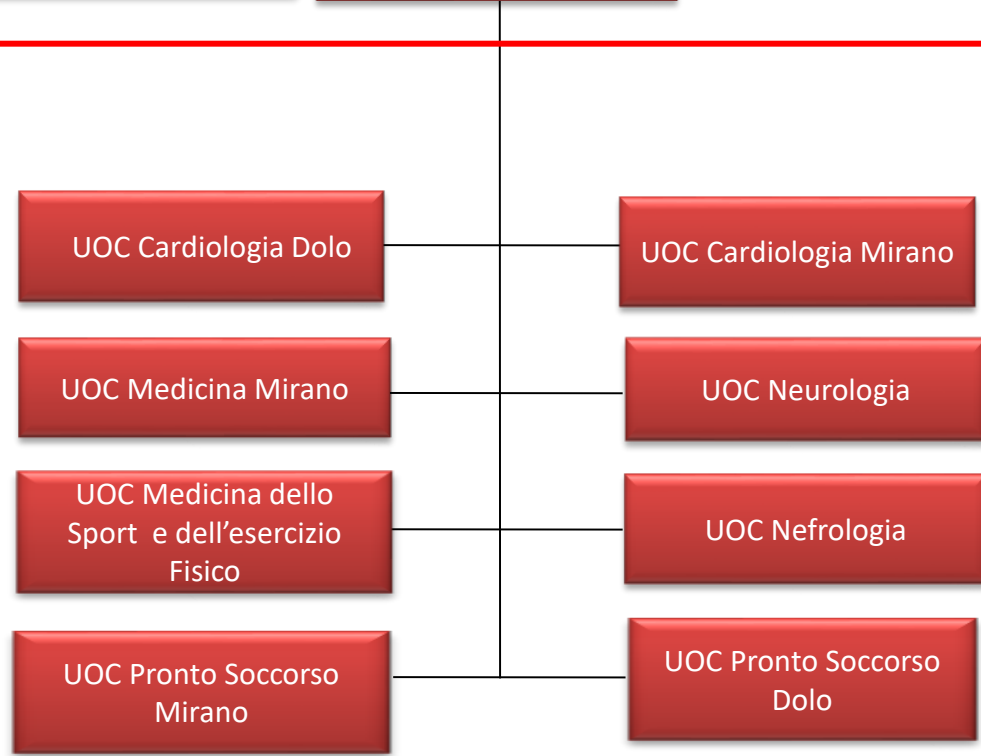 UOC Cardiologia Dolo
UOC Cardiologia Mirano
UOC Medicina Mirano
UOC Neurologia
UOC Medicina dello
Sport e dell’esercizio
Fisico
UOC Nefrologia
UOC Pronto Soccorso
Mirano
UOC Pronto Soccorso
Dolo